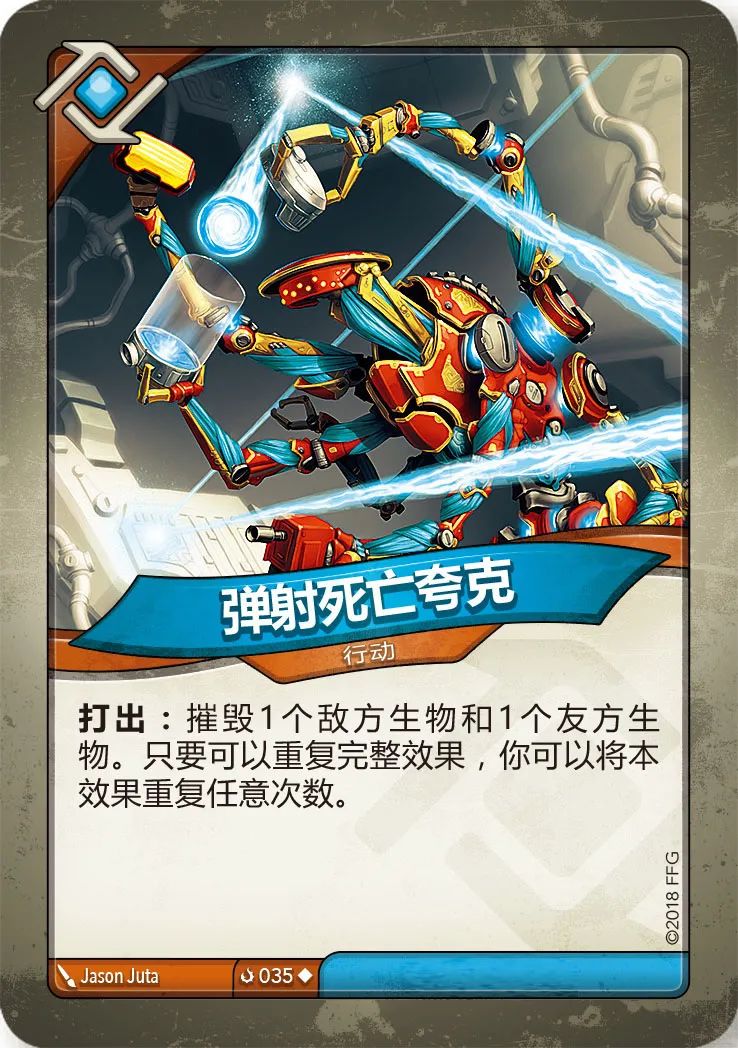 弹射死亡夸克
行动
打出：摧毁1个敌方生物和1个友方生
物。只要可以重复完整效果，你可以将本
效果重复任意次数。
©2018 FFG
Jason Juta
035